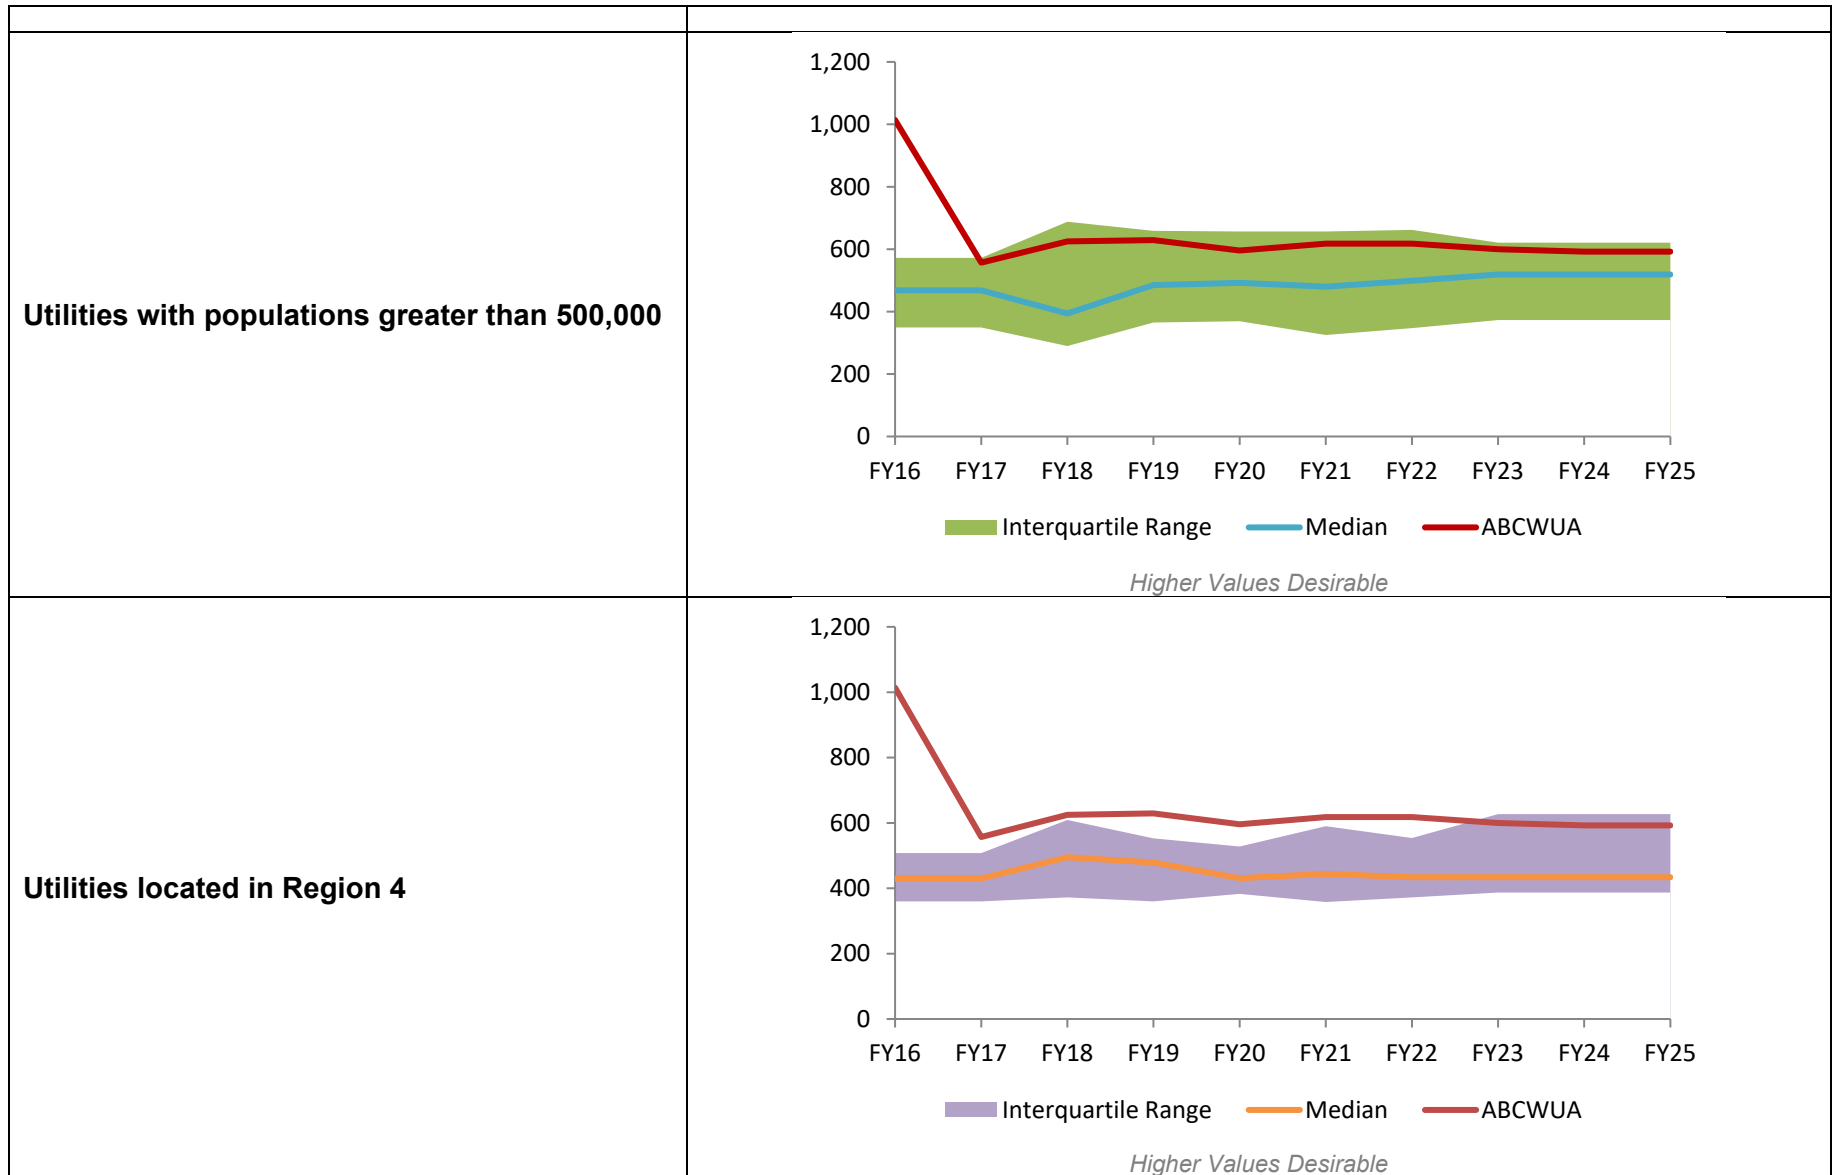 Utilities with populations greater than 500,000
1,200
1,000
800
600
400
200
0
FY16 FY17 FY18 FY19 FY20 FY21 FY22 FY23 FY24 FY25
Interquartile Range Median ABCWUA
Higher Values Desirable
Utilities located in Region 4
1,200
1,000
800
600
400
200
0
FY16 FY17 FY18 FY19 FY20 FY21 FY22 FY23 FY24 FY25
Interquartile Range Median ABCWUA
Higher Values Desirable